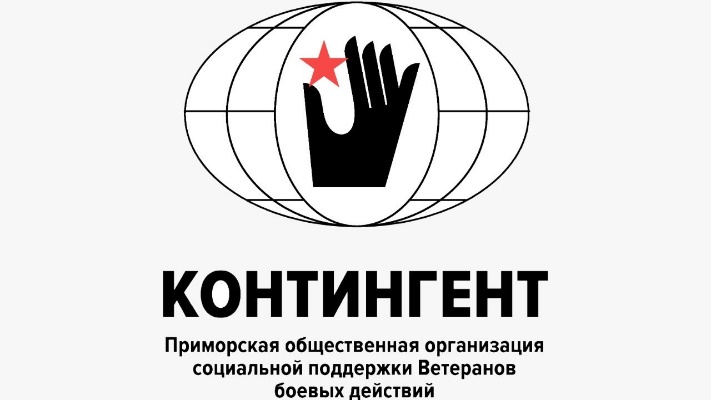 КОНТИНГЕНТ
Приморская общественная организация
социальной поддержки Ветеранов
боевых действий